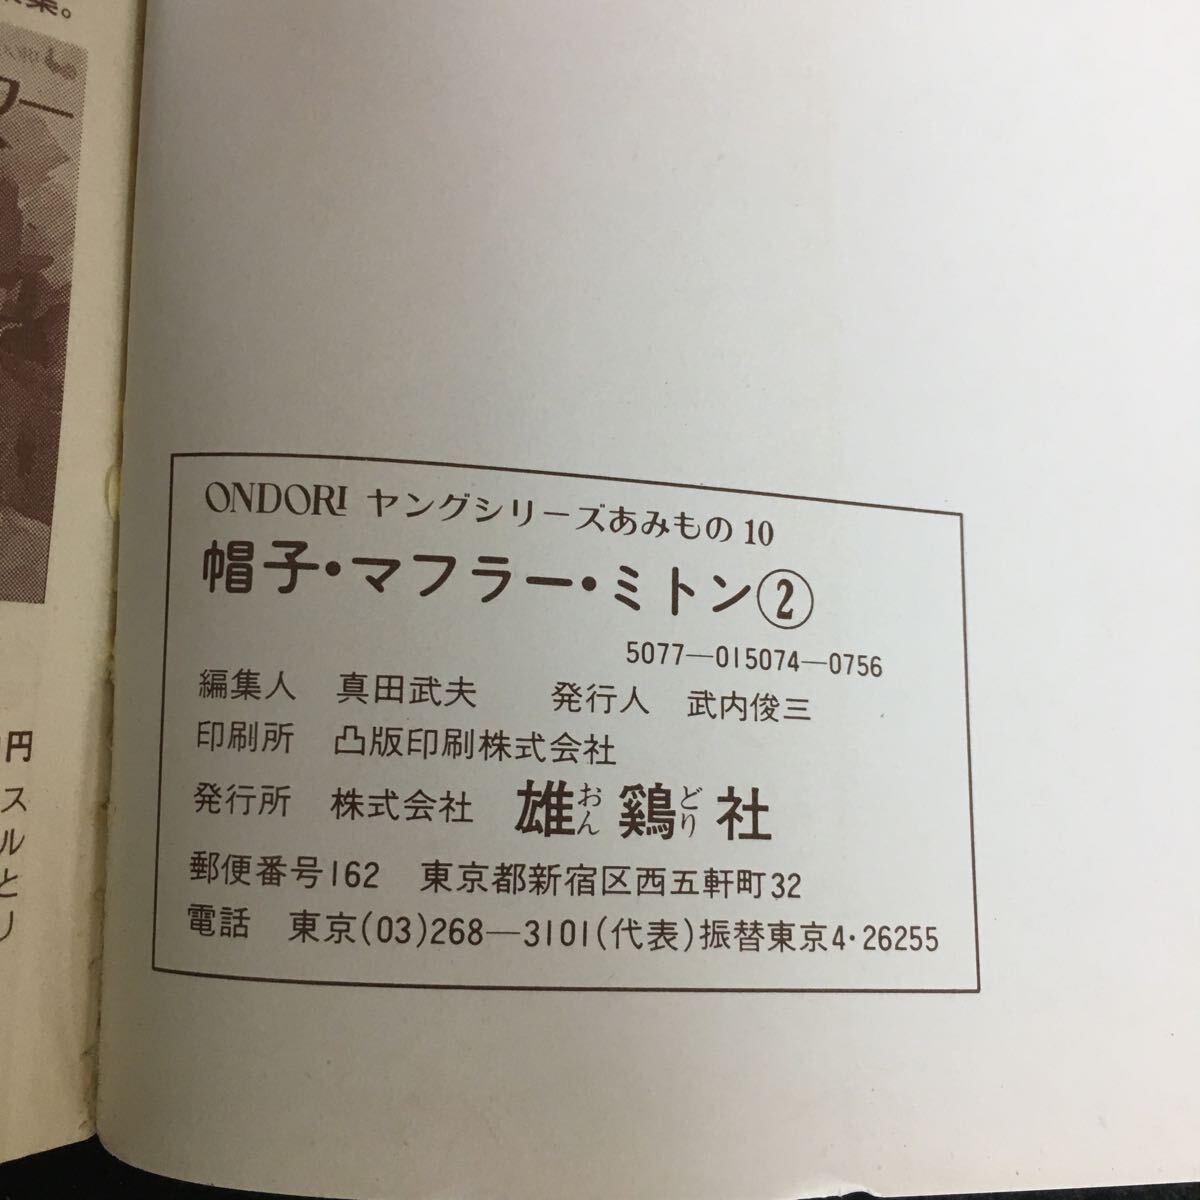 集。
ONDORI ヤングシリーズあみもの10
帽子・マフラー・ミトン②
5077—015074—0756
編集人 真田武夫 発行人 武内俊三
印刷所 凸版印刷株式会社
発行所 株式会社 雄鶏社
おん どり
郵便番号162 東京都新宿区西五軒町32
電話 東京(03)268—3101(代表)振替東京4・26255
円
ス
ル
と
リ